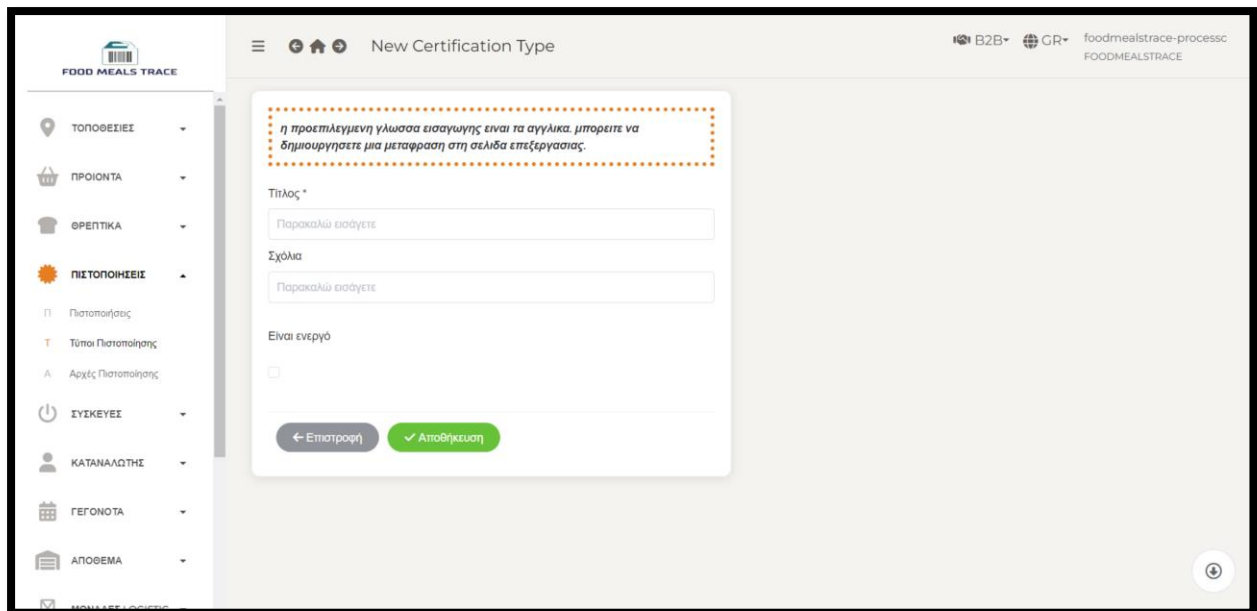 FOOD MEALS TRACE
New Certification Type
B2B
GR
foodmealstrace-processc
FOODMEALSTRACE
ΤΟΠΟΘΕΣΙΕΣ
ΠΡΟΙΟΝΤΑ
ΘΡΕΠΤΙΚΑ
ΠΙΣΤΟΠΟΙΗΣΕΙΣ
Π Πιστοποιήσεις
Τ Τύποι Πιστοποίησης
Α Αρχές Πιστοποίησης
ΣΥΣΚΕΥΕΣ
ΚΑΤΑΝΑΛΩΤΗΣ
ΓΕΓΟΝΟΤΑ
ΑΠΟΘΕΜΑ
ΜΟΝΑΔΕΣ LOGISTIC
η προεπιλεγμενη γλωσσα εισαγωγης ειναι τα αγγλικα. μπορειτε να
δημιουργησετε μια μεταφραση στη σελιδα επεξεργασιας.
Τίτλος *
Παρακαλώ εισάγετε
Σχόλια
Παρακαλώ εισάγετε
Είναι ενεργό
Επιστροφή
Αποθήκευση